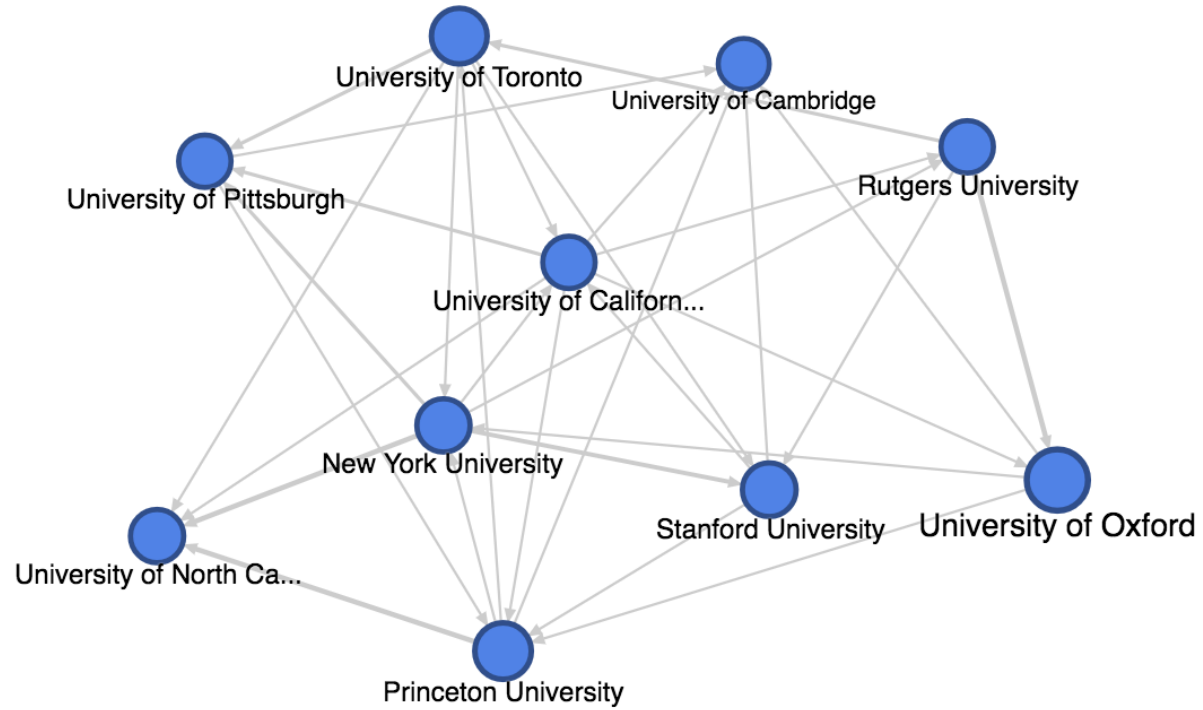 University of Toronto
University of Cambridge
University of Pittsburgh
Rutgers University
University of Californ...
New York University
Stanford University
University of Oxford
University of North Ca...
Princeton University